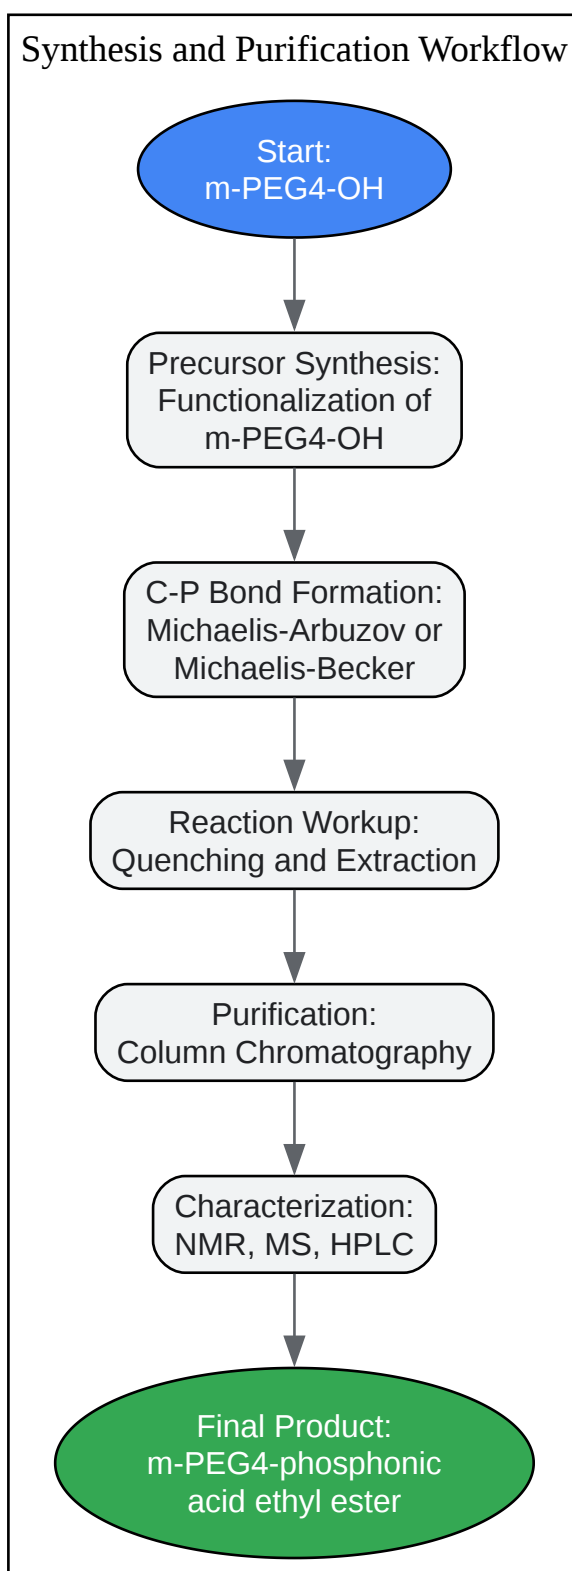 Synthesis and Purification Workflow
Start:
m-PEG4-OH
Precursor Synthesis:
Functionalization of
m-PEG4-OH
C-P Bond Formation:
Michaelis-Arbuzov or
Michaelis-Becker
Reaction Workup:
Quenching and Extraction
Purification:
Column Chromatography
Characterization:
NMR, MS, HPLC
Final Product:
m-PEG4-phosphonic
acid ethyl ester